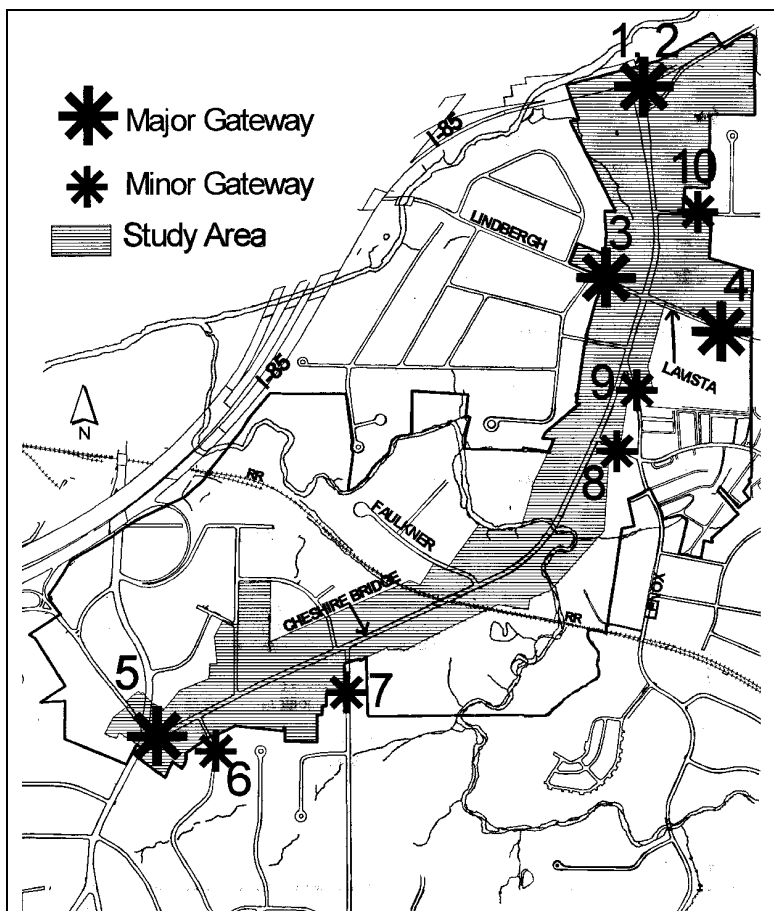 1, 2
Major Gateway
I-85
Minor Gateway
10
Study Area
LINDBERGH
3
4
I-85
LAVISTA
9
N
RR
8
FAULKNER
LENOX
CHESHIRE BRIDGE
RR
5
7
6